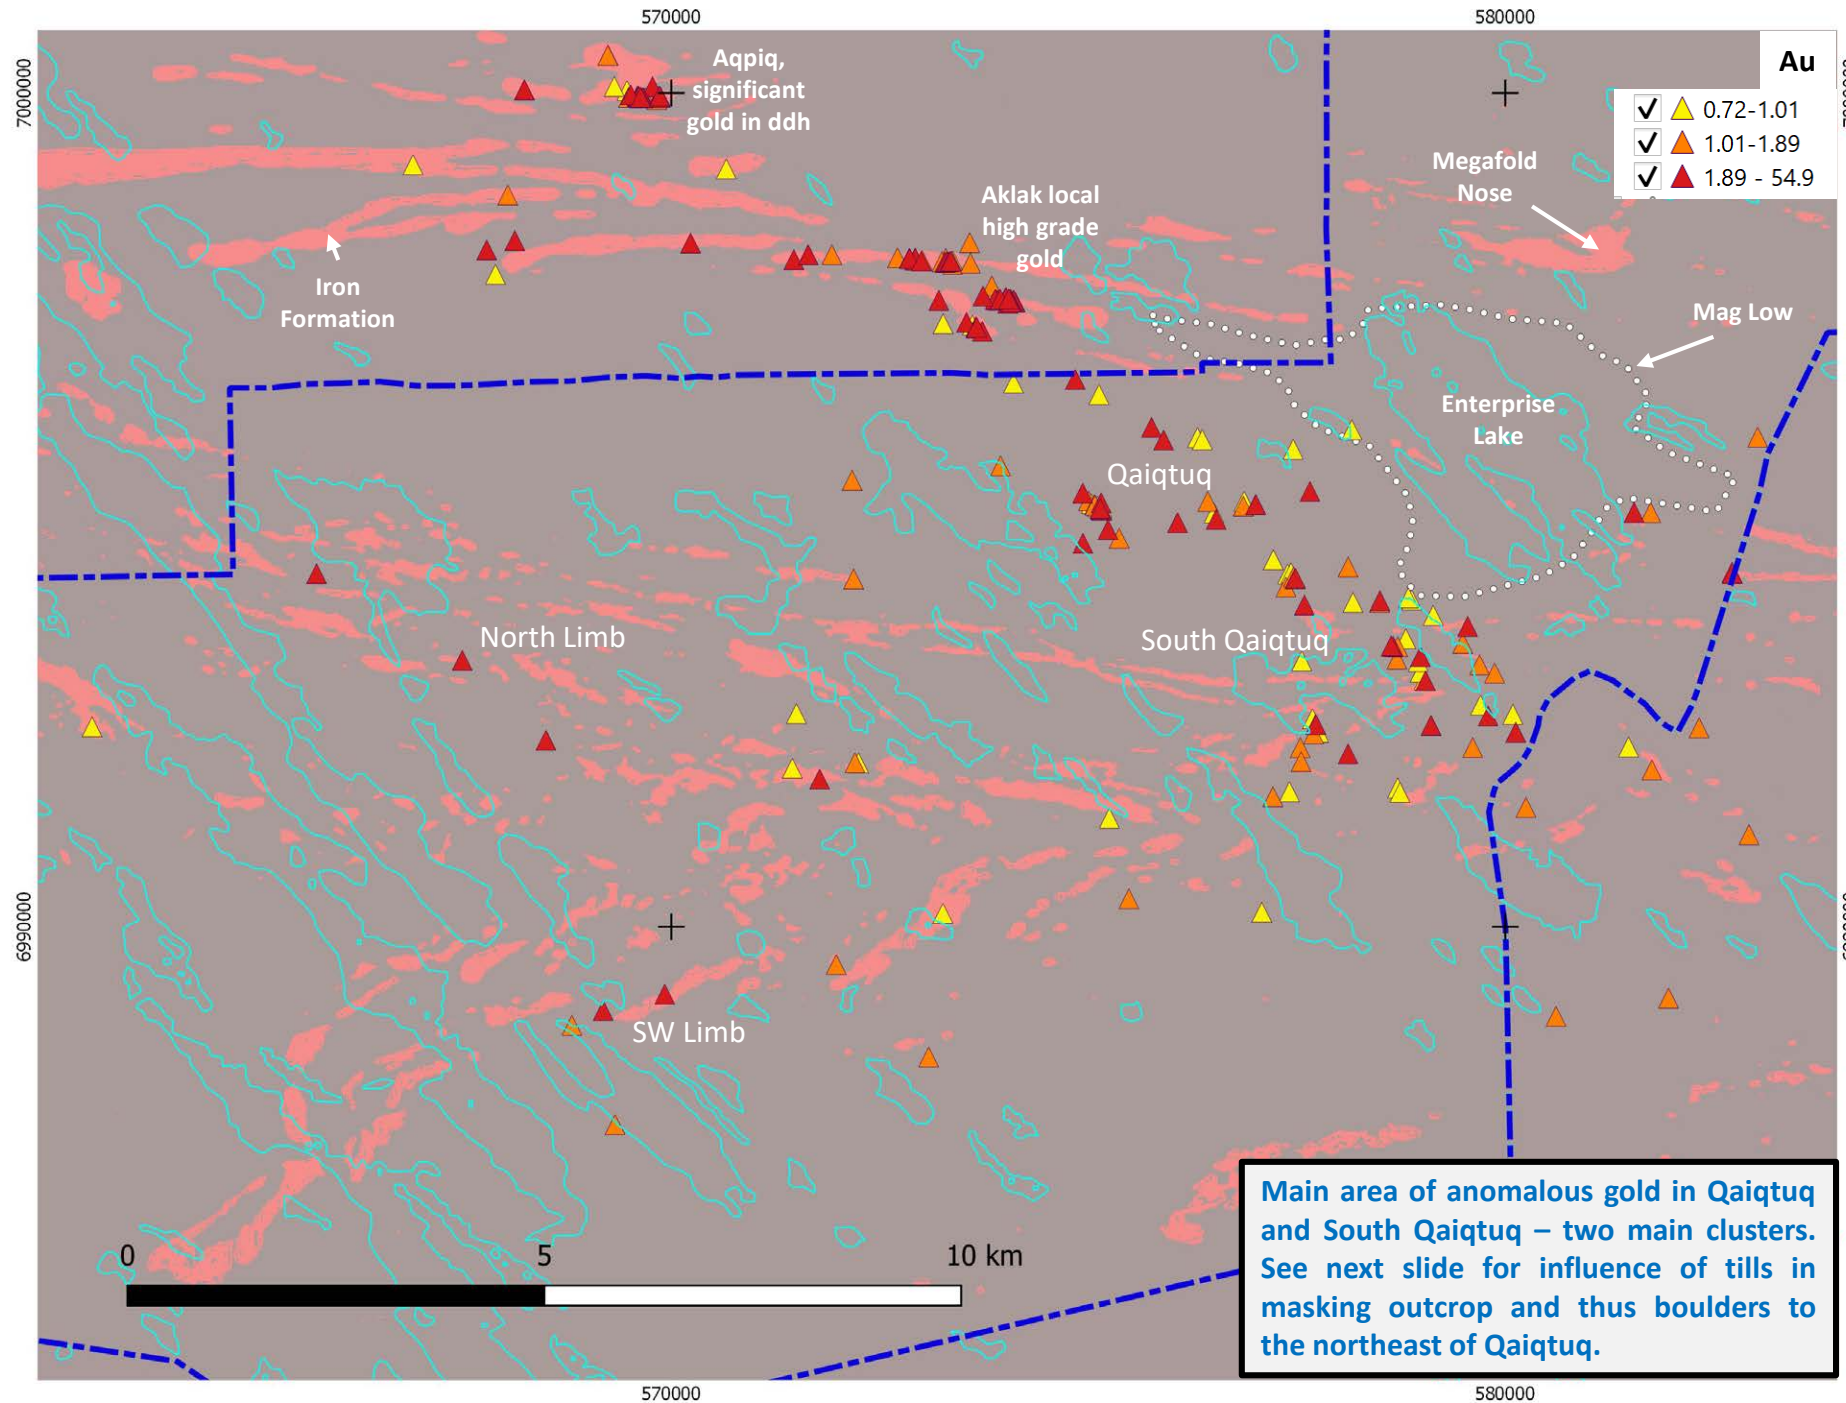 570000
580000
7000000
Aqpiq,
significant
gold in ddh
Au
0.72-1.01
1.01-1.89
1.89 - 54.9
Megafold
Nose
Aklak local
high grade
gold
Iron
Formation
Mag Low
Enterprise
Lake
Qaiqtuq
North Limb
South Qaiqtuq
6990000
SW Limb
0
5
10 km
Main area of anomalous gold in Qaiqtuq
and South Qaiqtuq – two main clusters.
See next slide for influence of tills in
masking outcrop and thus boulders to
the northeast of Qaiqtuq.
570000
580000